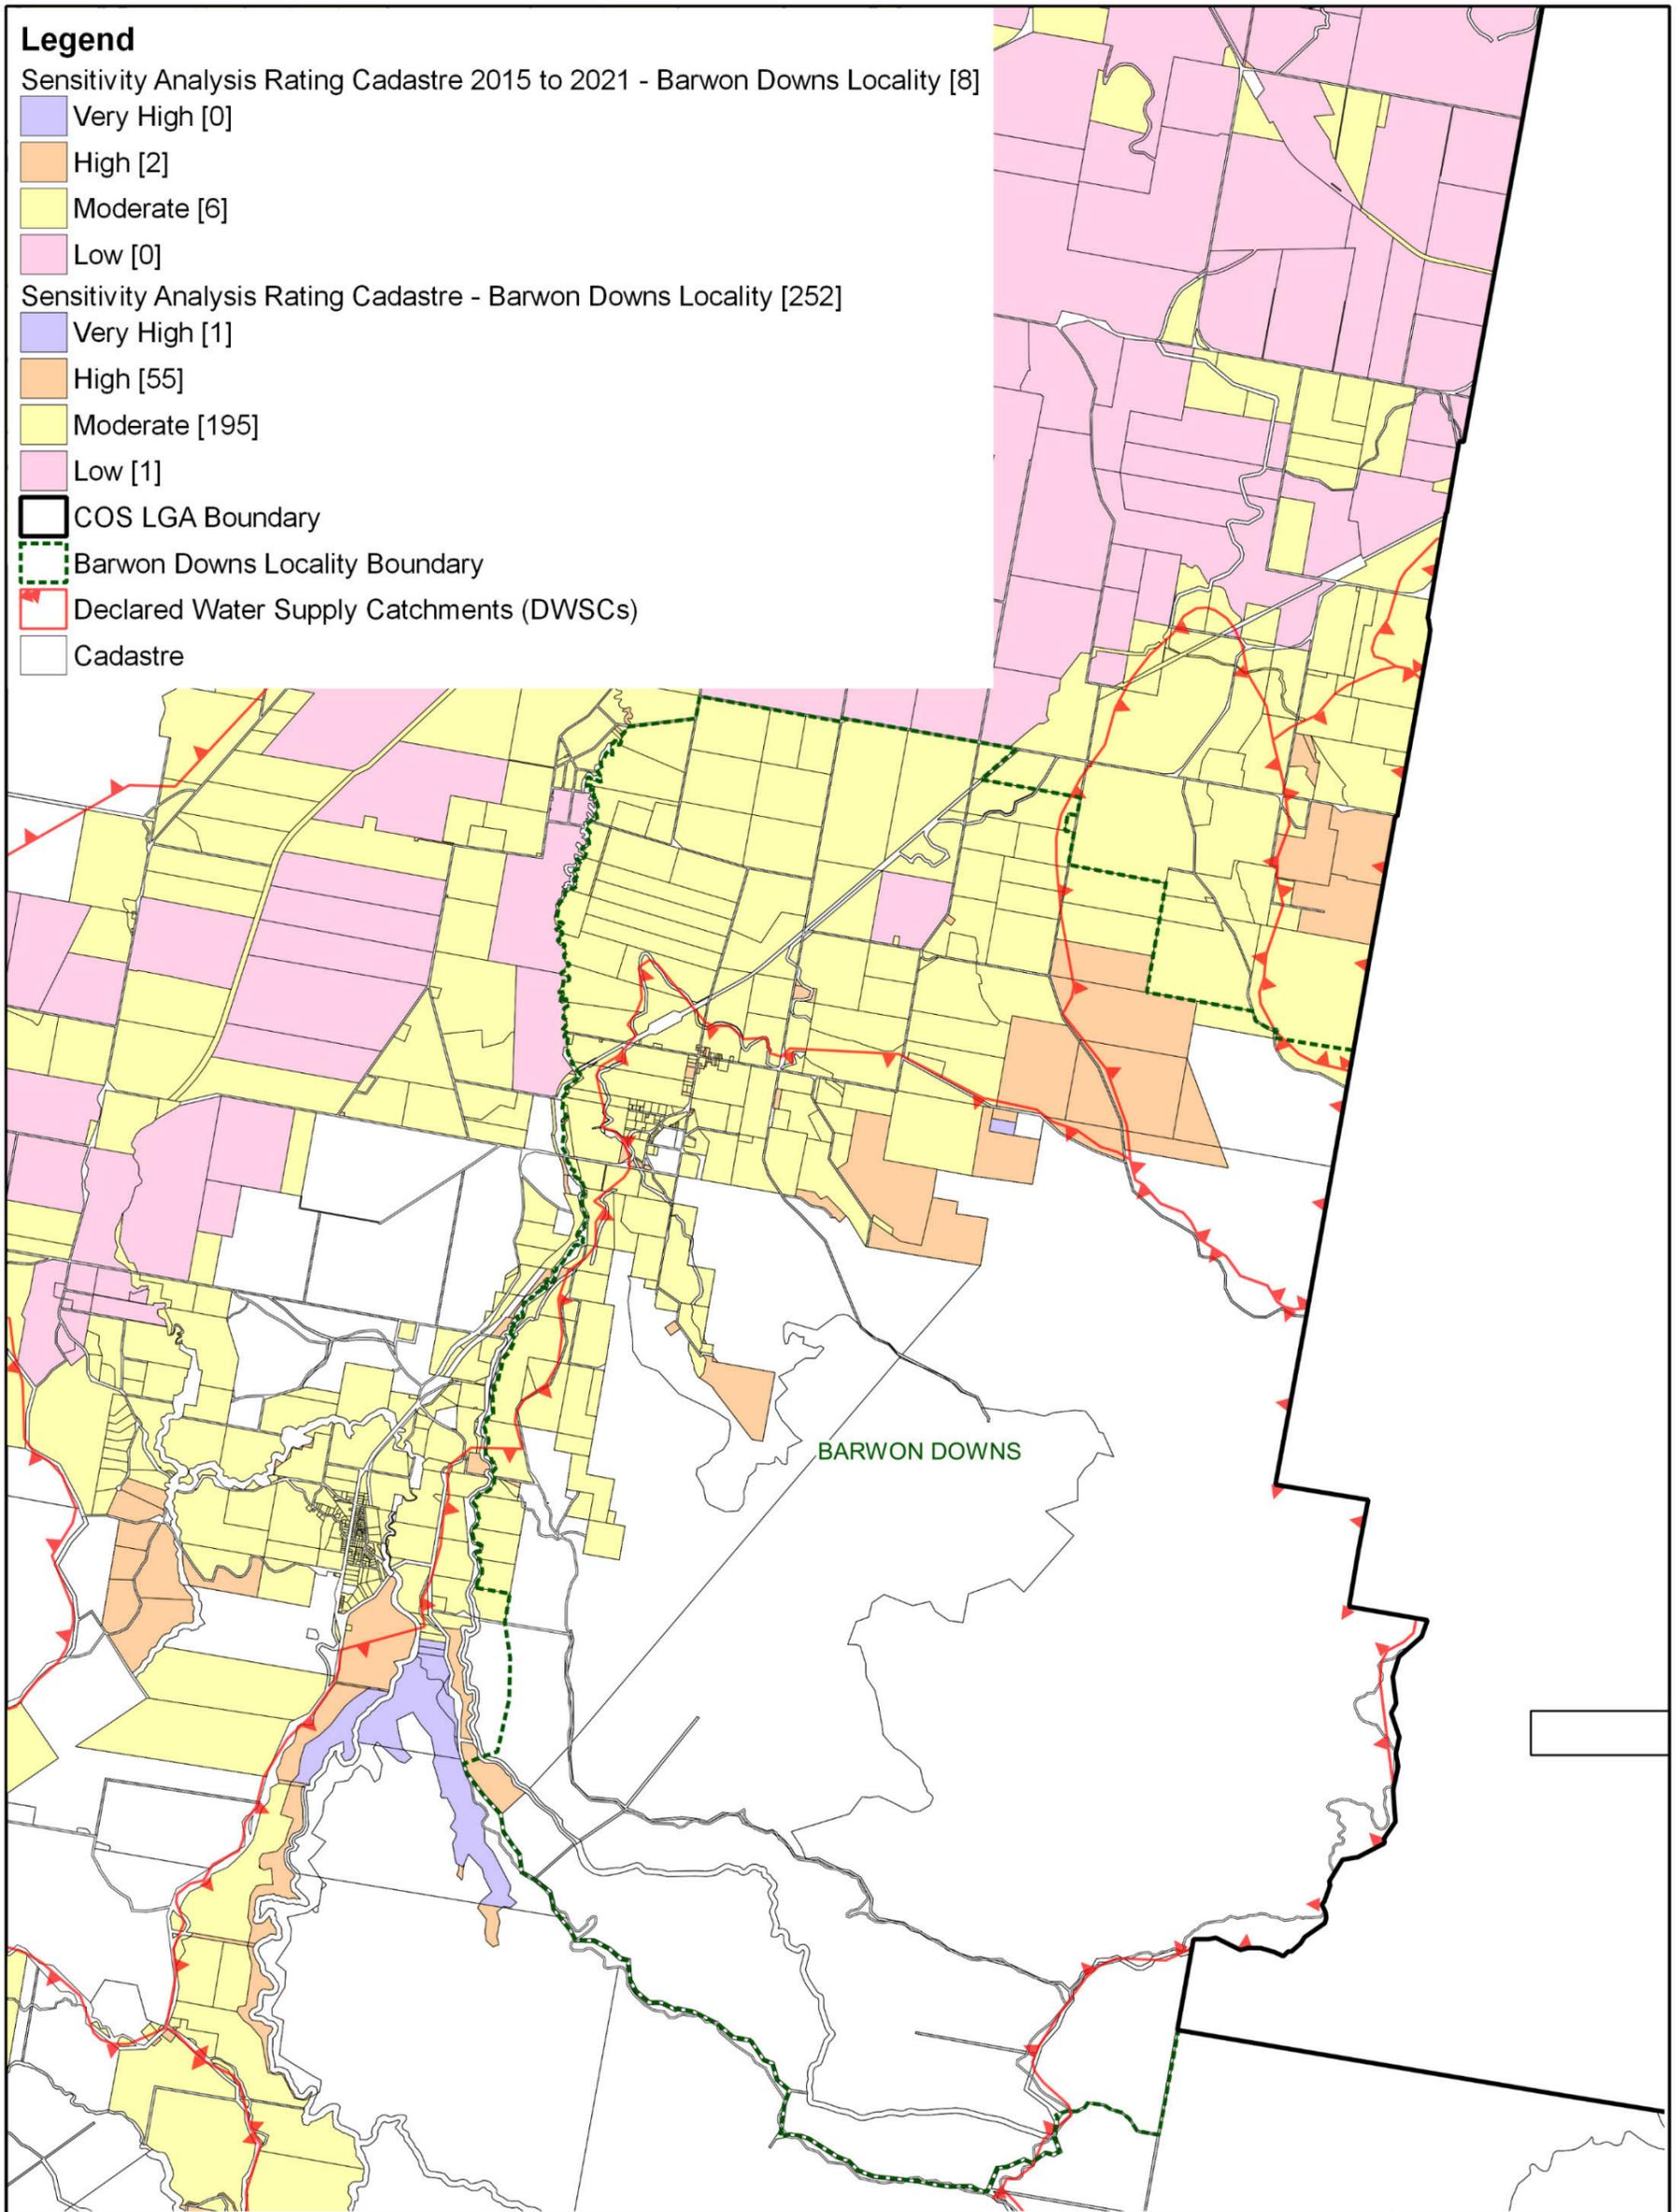 Legend
Sensitivity Analysis Rating Cadastre 2015 to 2021 - Barwon Downs Locality [8]
Very High [0]
High [2]
Moderate [6]
Low [0]
Sensitivity Analysis Rating Cadastre - Barwon Downs Locality [252]
Very High [1]
High [55]
Moderate [195]
Low [1]
COS LGA Boundary
Barwon Downs Locality Boundary
Declared Water Supply Catchments (DWSCs)
Cadastre
BARWON DOWNS